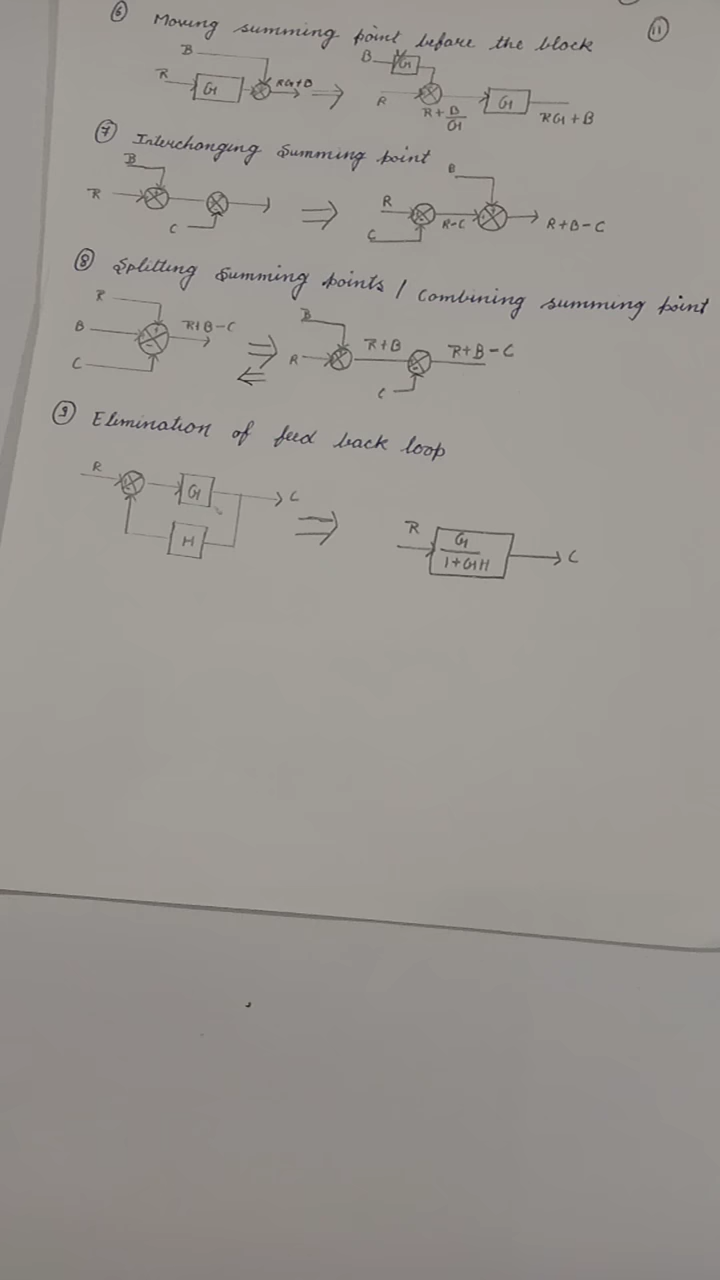 ⑥ Moving summing point before the block ⑪
B B 1/G1
R G1 RG1+B ⇒ R R + B/G1 G1 RG1 + B
⑦ Interchanging Summing point
B B
R ⇒ R R-C R+B-C
C C
⑧ Splitting Summing points / Combining summing point
R B
B R+B-C ⇒ R R+B R+B-C
C ⇐ C
⑨ Elimination of feed back loop
R G1 C ⇒ R G1 C
H 1+G1H